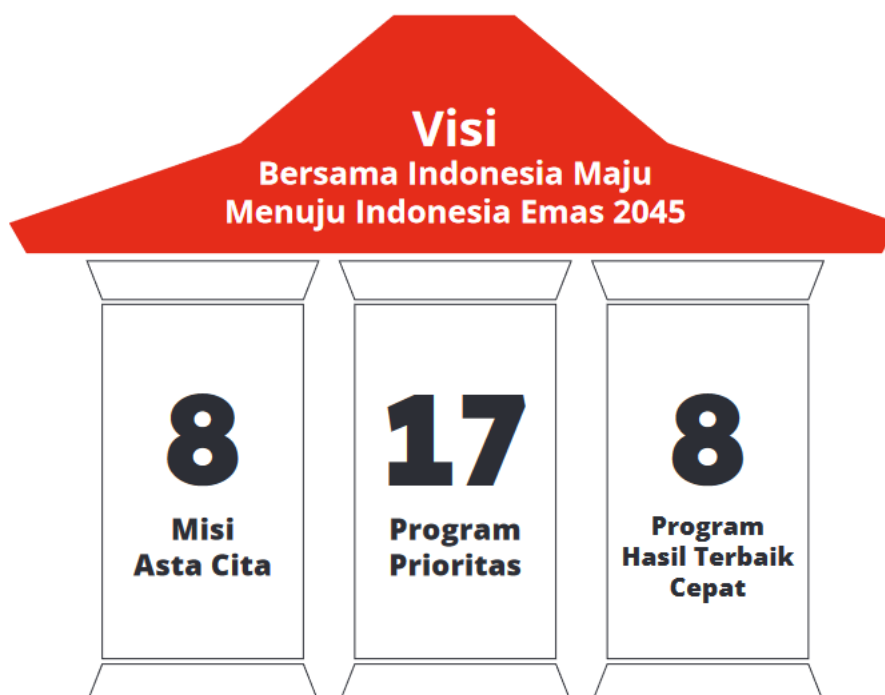 Visi
Bersama Indonesia Maju
Menuju Indonesia Emas 2045
8
Misi
Asta Cita
17
Program
Prioritas
8
Program
Hasil Terbaik
Cepat